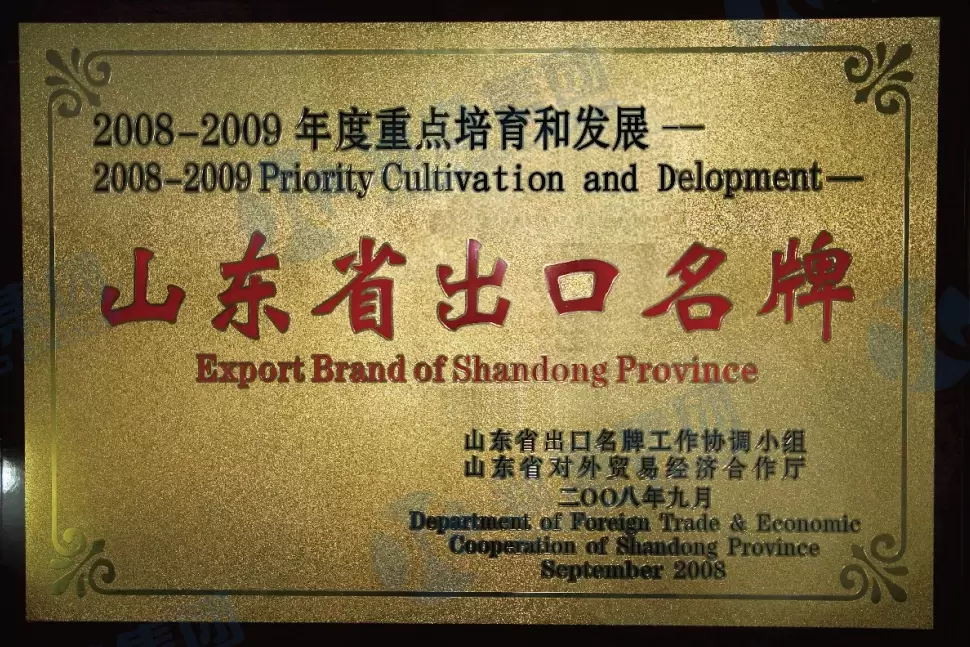 2008-2009 年度重点培育和发展 —
2008-2009 Priority Cultivation and Delopment—
山东省出口名牌
Export Brand of Shandong Province
山东省出口名牌工作协调小组
山东省对外贸易经济合作厅
二〇〇八年九月
Department of Foreign Trade & Economic
Cooperation of Shandong Province
September 2008